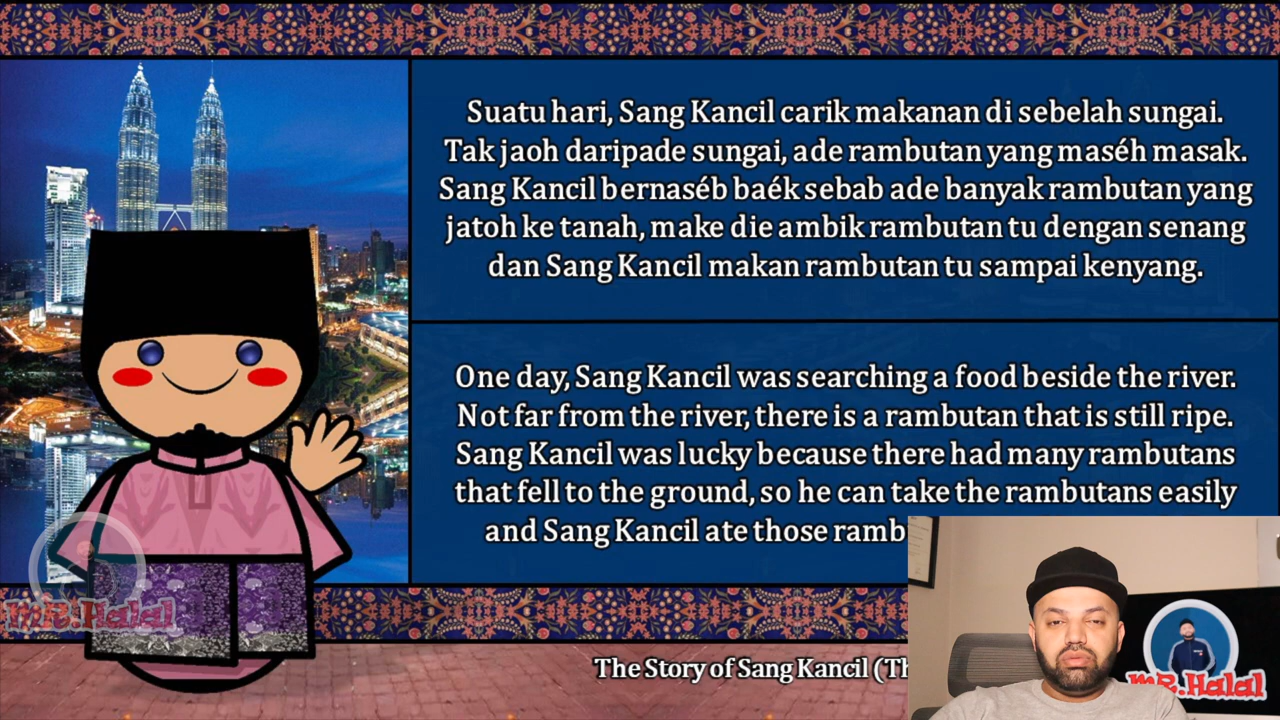 Suatu hari, Sang Kancil carik makanan di sebelah sungai.
Tak jaoh daripade sungai, ade rambutan yang maséh masak.
Sang Kancil bernaséb baék sebab ade banyak rambutan yang
jatoh ke tanah, make die ambik rambutan tu dengan senang
dan Sang Kancil makan rambutan tu sampai kenyang.
One day, Sang Kancil was searching a food beside the river.
Not far from the river, there is a rambutan that is still ripe.
Sang Kancil was lucky because there had many rambutans
that fell to the ground, so he can take the rambutans easily
and Sang Kancil ate those
mR.Halal
The Story of Sang Kancil
mR.Halal